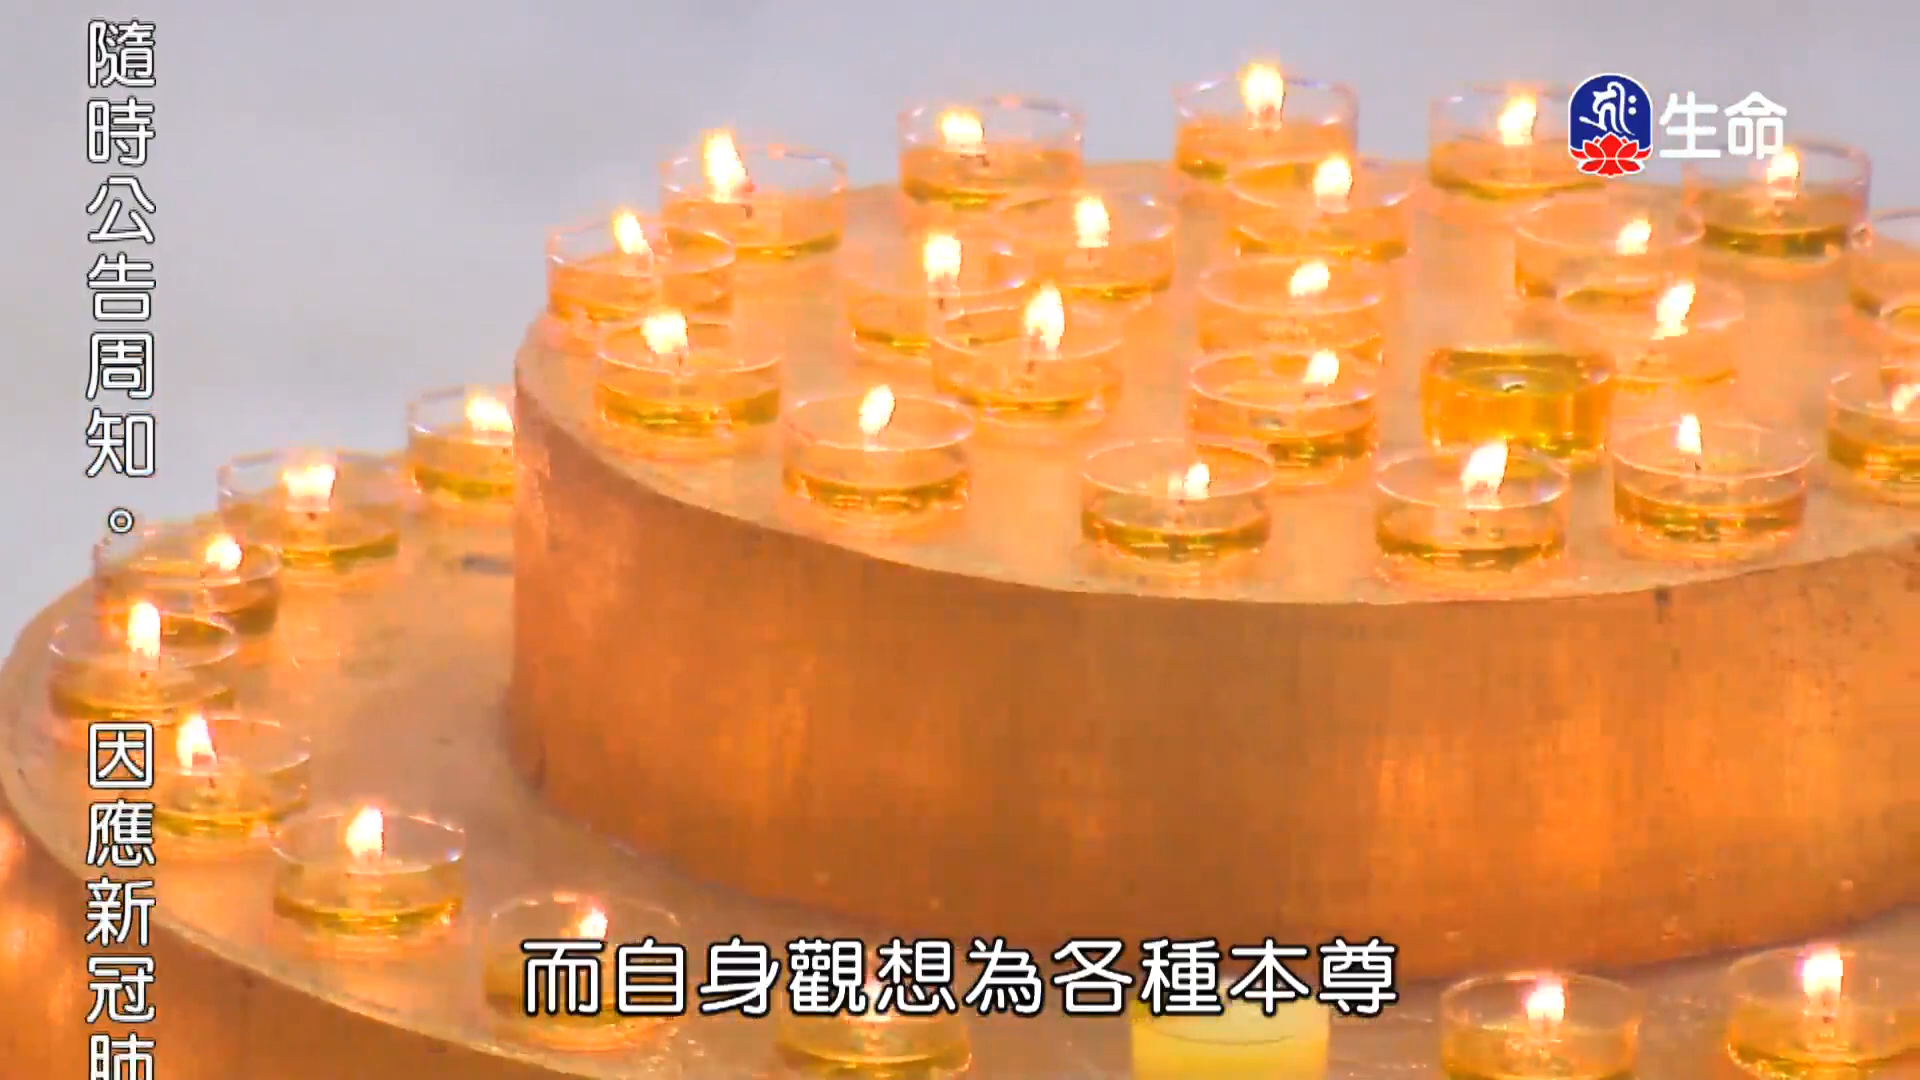 隨時公告周知。 因應新冠肺
生命
而自身觀想為各種本尊